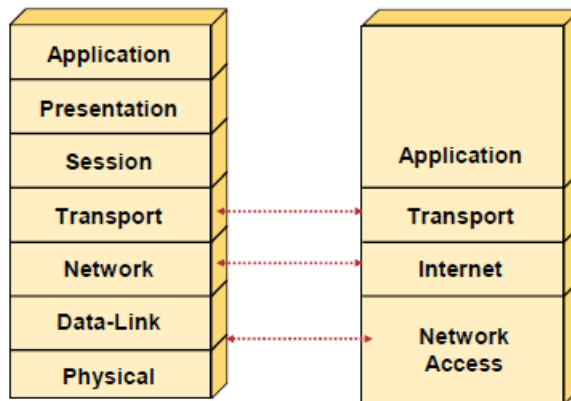 Application
Presentation
Session
Transport
Network
Data-Link
Physical
Application
Transport
Internet
Network
Access